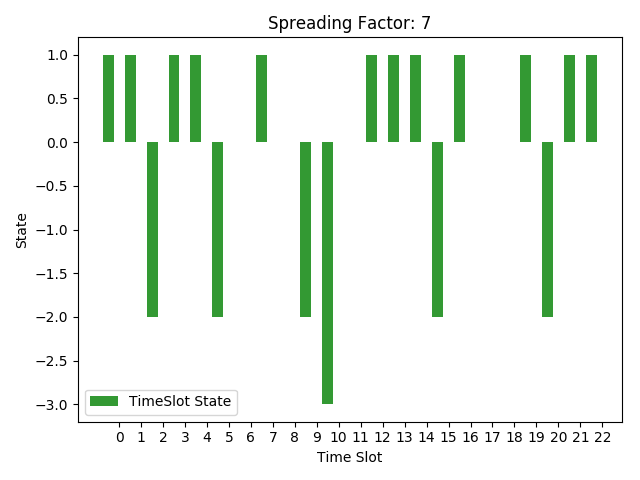 Spreading Factor: 7
1.0
0.5
0.0
−0.5
−1.0
−1.5
−2.0
−2.5
−3.0
State
TimeSlot State
0 1 2 3 4 5 6 7 8 9 10 11 12 13 14 15 16 17 18 19 20 21 22
Time Slot